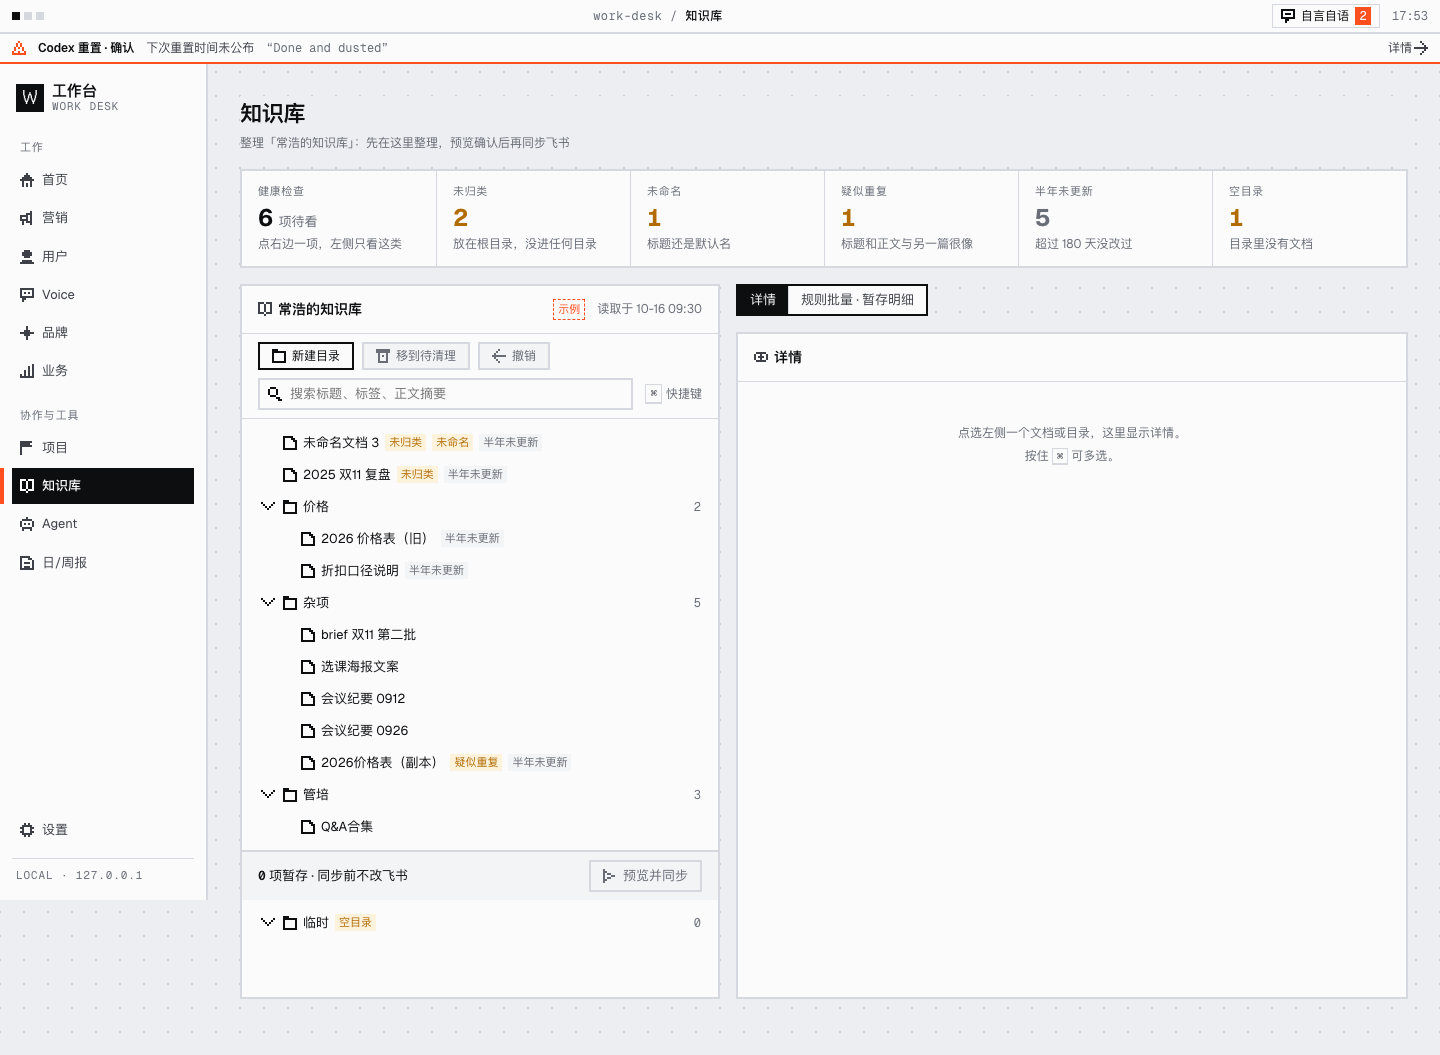 work-desk / 知识库
自言自语 2
17:53
Codex 重置 · 确认 下次重置时间未公布 “Done and dusted”
详情
W
工作台
WORK DESK
工作
首页
营销
用户
Voice
品牌
业务
协作与工具
项目
知识库
Agent
日/周报
设置
LOCAL · 127.0.0.1
知识库
整理「常浩的知识库」：先在这里整理，预览确认后再同步飞书
健康检查
6 项待看
点右边一项，左侧只看这类
未归类
2
放在根目录，没进任何目录
未命名
1
标题还是默认名
疑似重复
1
标题和正文与另一篇很像
半年未更新
5
超过 180 天没改过
空目录
1
目录里没有文档
常浩的知识库 示例 读取于 10-16 09:30
新建目录 移到待清理 撤销
搜索标题、标签、正文摘要 ⌘ 快捷键
未命名文档 3 未归类 未命名 半年未更新
2025 双11 复盘 未归类 半年未更新
价格 2
2026 价格表（旧） 半年未更新
折扣口径说明 半年未更新
杂项 5
brief 双11 第二批
选课海报文案
会议纪要 0912
会议纪要 0926
2026价格表（副本） 疑似重复 半年未更新
管培 3
Q&A合集
0 项暂存 · 同步前不改飞书 预览并同步
临时 空目录 0
详情 规则批量 · 暂存明细
详情
点选左侧一个文档或目录，这里显示详情。
按住 ⌘ 可多选。